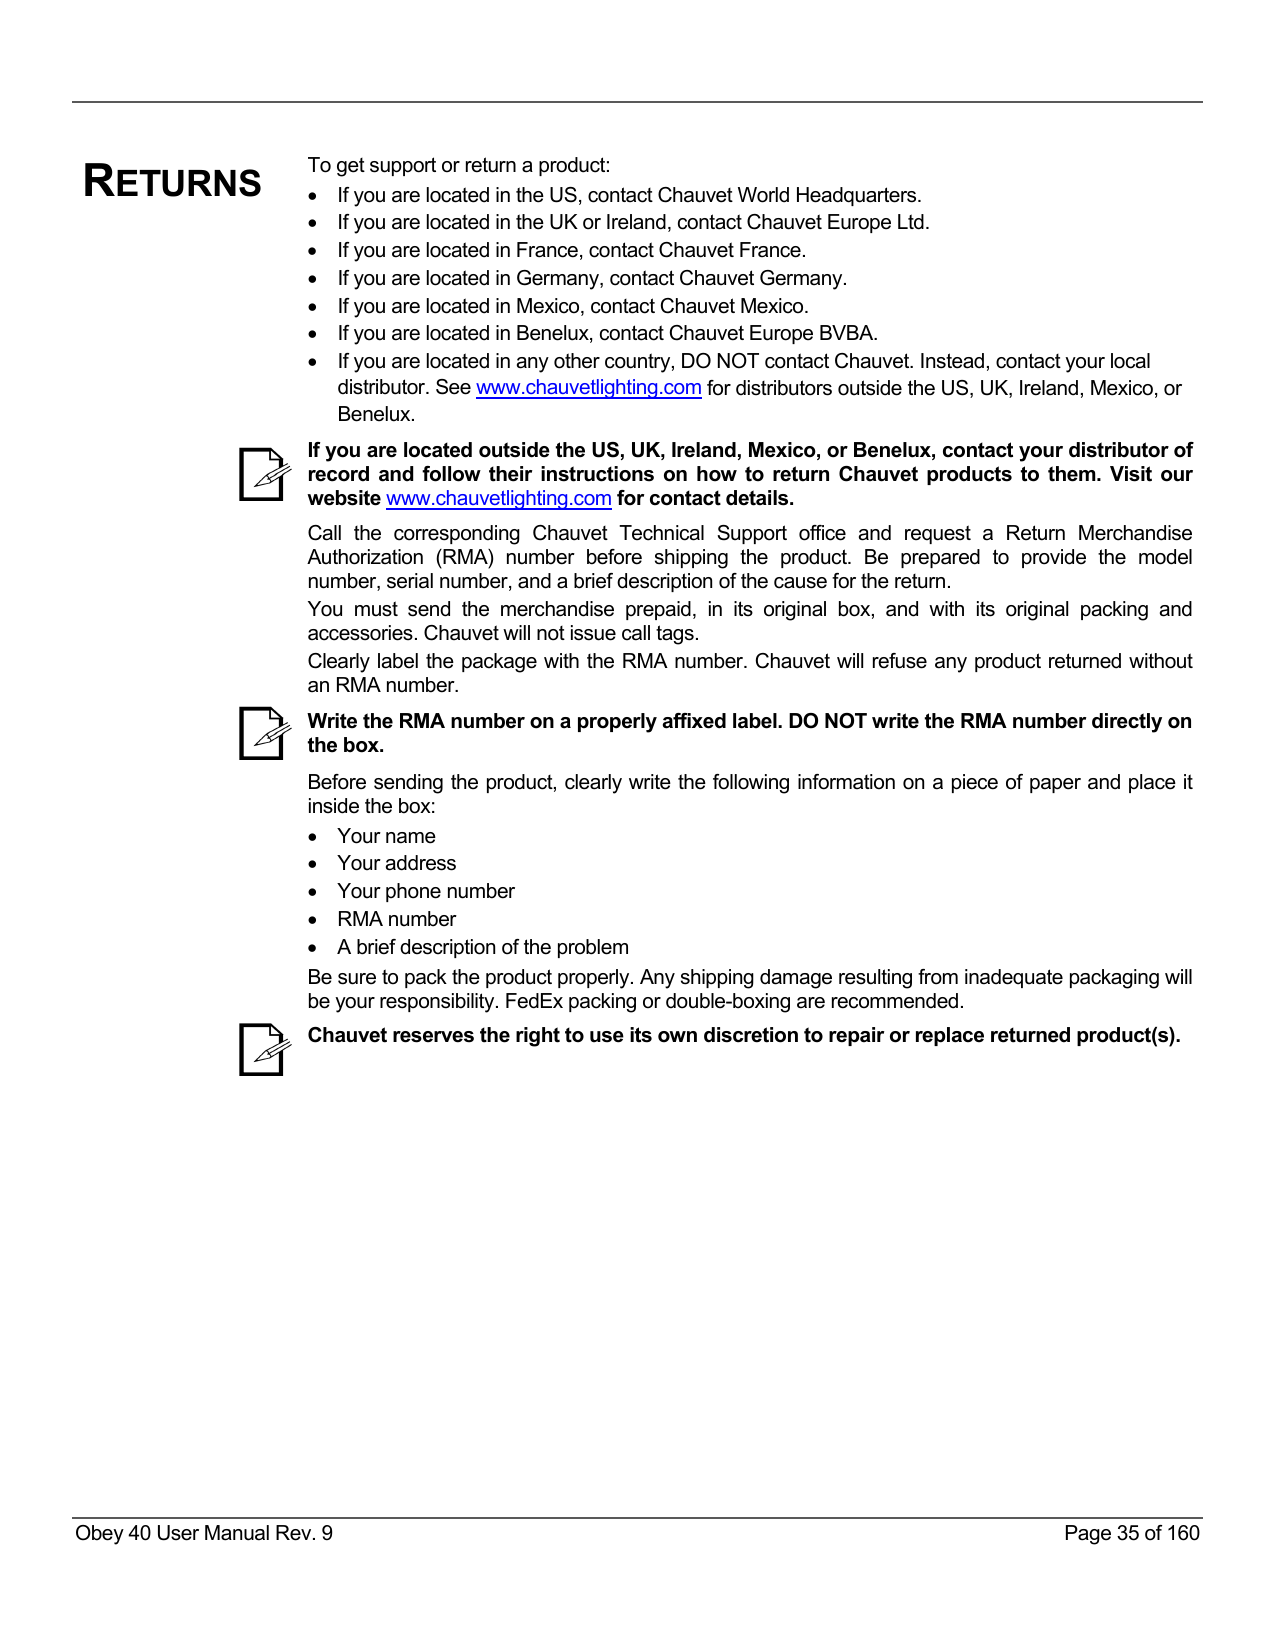 RETURNS
To get support or return a product:
• If you are located in the US, contact Chauvet World Headquarters.
• If you are located in the UK or Ireland, contact Chauvet Europe Ltd.
• If you are located in France, contact Chauvet France.
• If you are located in Germany, contact Chauvet Germany.
• If you are located in Mexico, contact Chauvet Mexico.
• If you are located in Benelux, contact Chauvet Europe BVBA.
• If you are located in any other country, DO NOT contact Chauvet. Instead, contact your local
distributor. See www.chauvetlighting.com for distributors outside the US, UK, Ireland, Mexico, or
Benelux.
If you are located outside the US, UK, Ireland, Mexico, or Benelux, contact your distributor of
record and follow their instructions on how to return Chauvet products to them. Visit our
website www.chauvetlighting.com for contact details.
Call the corresponding Chauvet Technical Support office and request a Return Merchandise
Authorization (RMA) number before shipping the product. Be prepared to provide the model
number, serial number, and a brief description of the cause for the return.
You must send the merchandise prepaid, in its original box, and with its original packing and
accessories. Chauvet will not issue call tags.
Clearly label the package with the RMA number. Chauvet will refuse any product returned without
an RMA number.
Write the RMA number on a properly affixed label. DO NOT write the RMA number directly on
the box.
Before sending the product, clearly write the following information on a piece of paper and place it
inside the box:
• Your name
• Your address
• Your phone number
• RMA number
• A brief description of the problem
Be sure to pack the product properly. Any shipping damage resulting from inadequate packaging will
be your responsibility. FedEx packing or double-boxing are recommended.
Chauvet reserves the right to use its own discretion to repair or replace returned product(s).
Obey 40 User Manual Rev. 9
Page 35 of 160